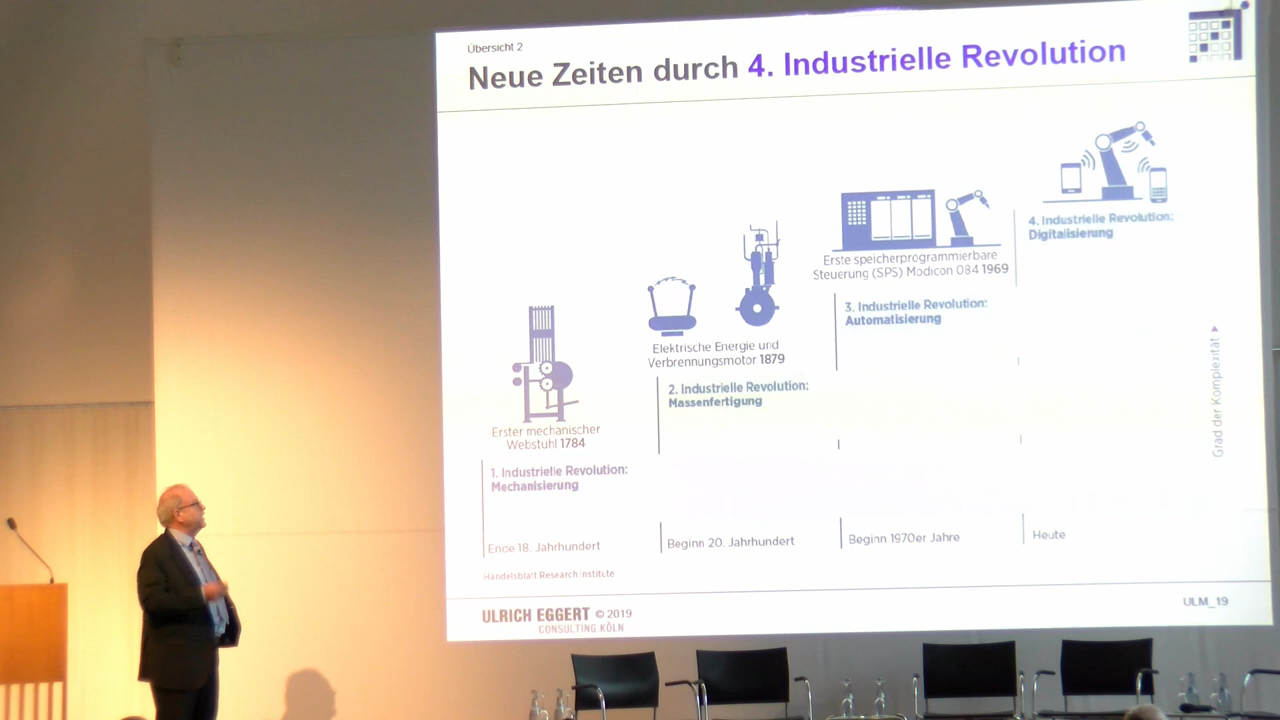 Übersicht 2
Neue Zeiten durch 4. Industrielle Revolution
4. Industrielle Revolution:
Digitalisierung
Erste speicherprogrammierbare
Steuerung (SPS) Modicon 084 1969
3. Industrielle Revolution:
Automatisierung
Elektrische Energie und
Verbrennungsmotor 1879
2. Industrielle Revolution:
Massenfertigung
Erster mechanischer
Webstuhl 1784
1. Industrielle Revolution:
Mechanisierung
Grad der Komplexität ▲
Ende 18. Jahrhundert
Beginn 20. Jahrhundert
Beginn 1970er Jahre
Heute
Handelsblatt Research Institute
ULRICH EGGERT © 2019
CONSULTING.KÖLN
ULM_19